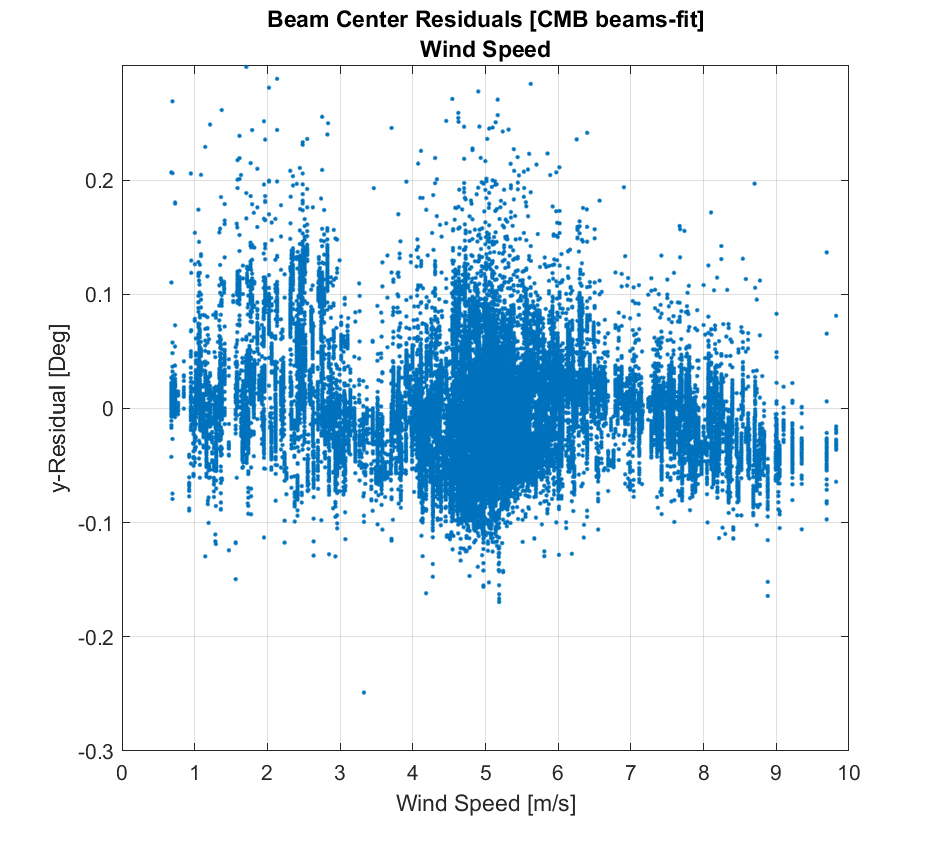 Beam Center Residuals [CMB beams-fit]
Wind Speed
0.2
0.1
0
-0.1
-0.2
-0.3
y-Residual [Deg]
0 1 2 3 4 5 6 7 8 9 10
Wind Speed [m/s]